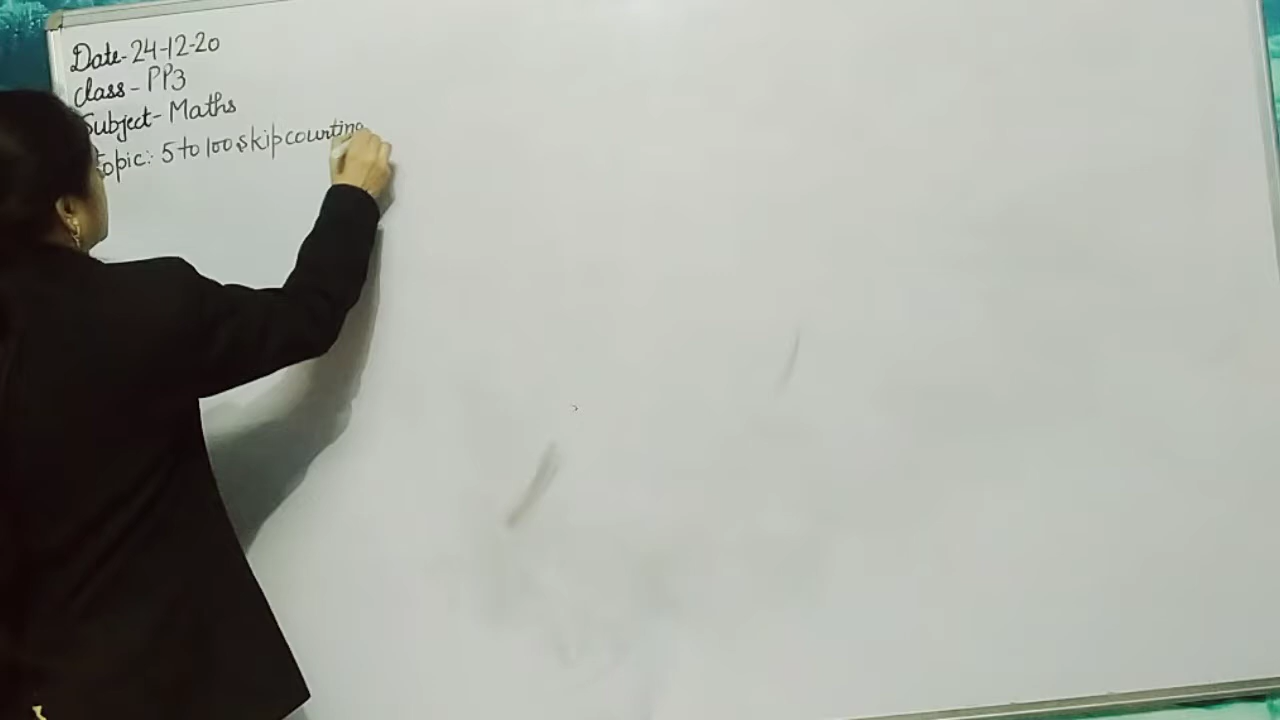 Date-24-12-20
class-PP3
Subject-Maths
Topic:-5 to 100 skip counting